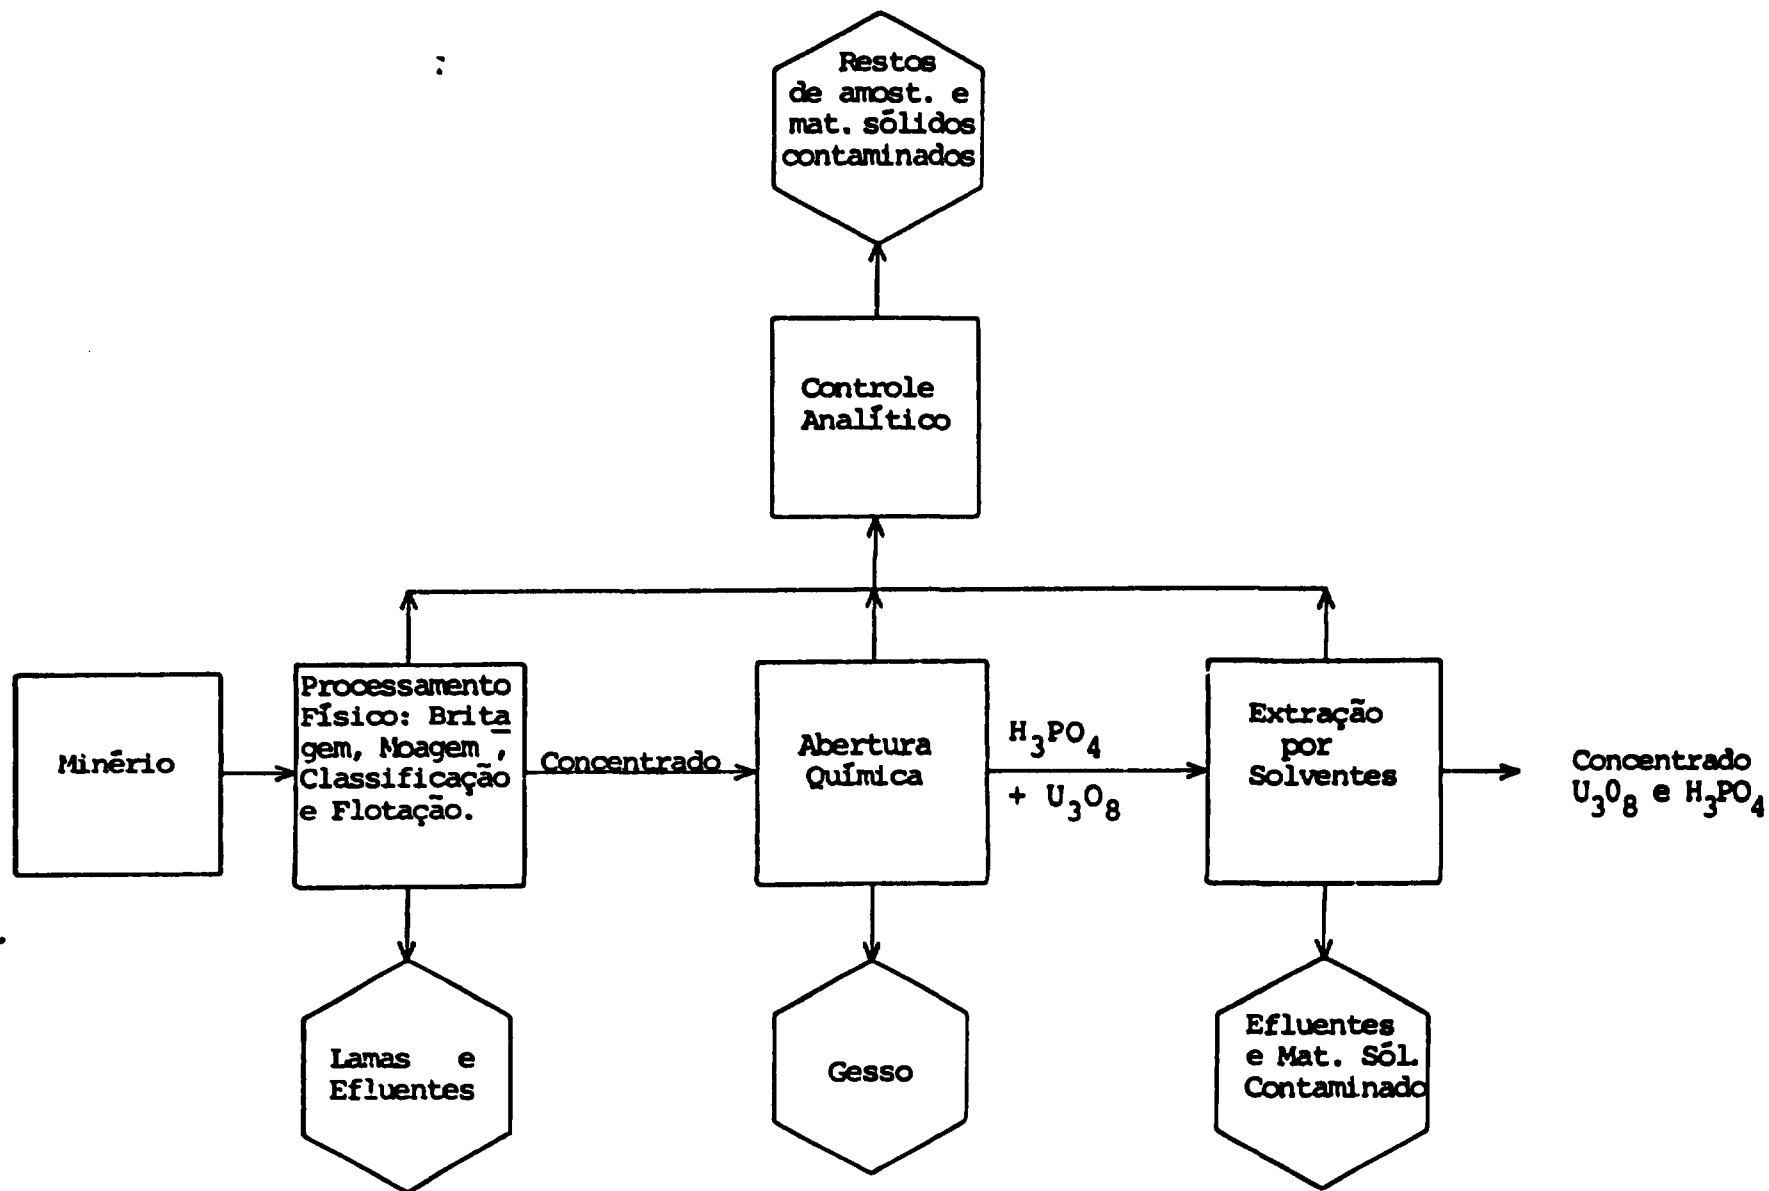 Restos
de amost. e
mat. sólidos
contaminados
Controle
Analítico
Minério
Processamento
Físico: Brita
gem, Moagem,
Classificação
e Flotação.
Concentrado
Abertura
Química
H₃PO₄
+ U₃O₈
Extração
por
Solventes
Concentrado
U₃O₈ e H₃PO₄
Lamas e
Efluentes
Gesso
Efluentes
e Mat. Sól.
Contaminado